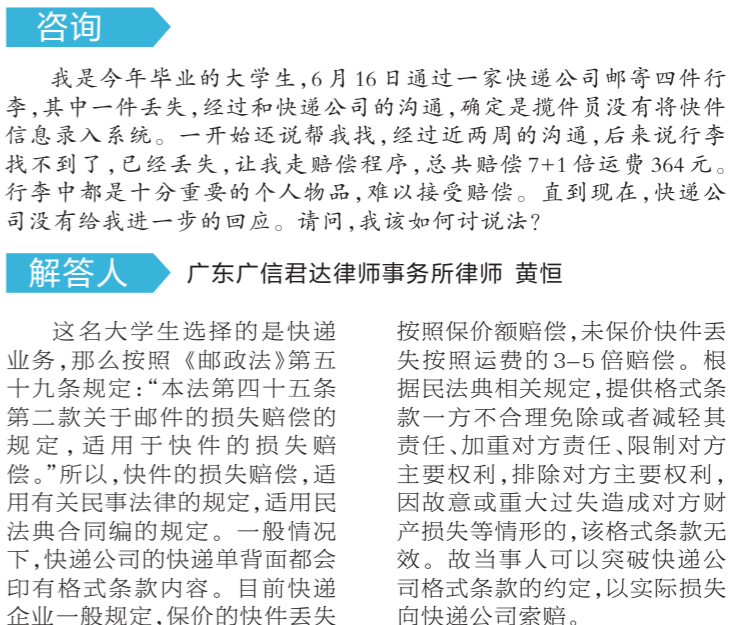 咨询
我是今年毕业的大学生,6月16日通过一家快递公司邮寄四件行
李,其中一件丢失,经过和快递公司的沟通,确定是揽件员没有将快件
信息录入系统。一开始还说帮我找,经过近两周的沟通,后来说行李
找不到了,已经丢失,让我走赔偿程序,总共赔偿7+1倍运费364元。
行李中都是十分重要的个人物品,难以接受赔偿。直到现在,快递公
司没有给我进一步的回应。请问,我该如何讨说法?
解答人 广东广信君达律师事务所律师 黄恒
这名大学生选择的是快递
业务,那么按照《邮政法》第五
十九条规定:“本法第四十五条
第二款关于邮件的损失赔偿的
规定,适用于快件的损失赔
偿。”所以,快件的损失赔偿,适
用有关民事法律的规定,适用民
法典合同编的规定。一般情况
下,快递公司的快递单背面都会
印有格式条款内容。目前快递
企业一般规定,保价的快件丢失
按照保价额赔偿,未保价快件丢
失按照运费的3-5倍赔偿。根
据民法典相关规定,提供格式条
款一方不合理免除或者减轻其
责任、加重对方责任、限制对方
主要权利,排除对方主要权利,
因故意或重大过失造成对方财
产损失等情形的,该格式条款无
效。故当事人可以突破快递公
司格式条款的约定,以实际损失
向快递公司索赔。